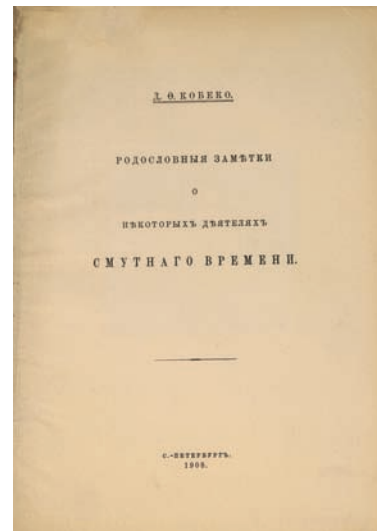 Д. Ѳ. КОБЕКО.
РОДОСЛОВНЫЯ ЗАМѢТКИ
О
НѢКОТОРЫХЪ ДѢЯТЕЛЯХЪ
СМУТНАГО ВРЕМЕНИ.
С.-ПЕТЕРБУРГЪ.
1908.